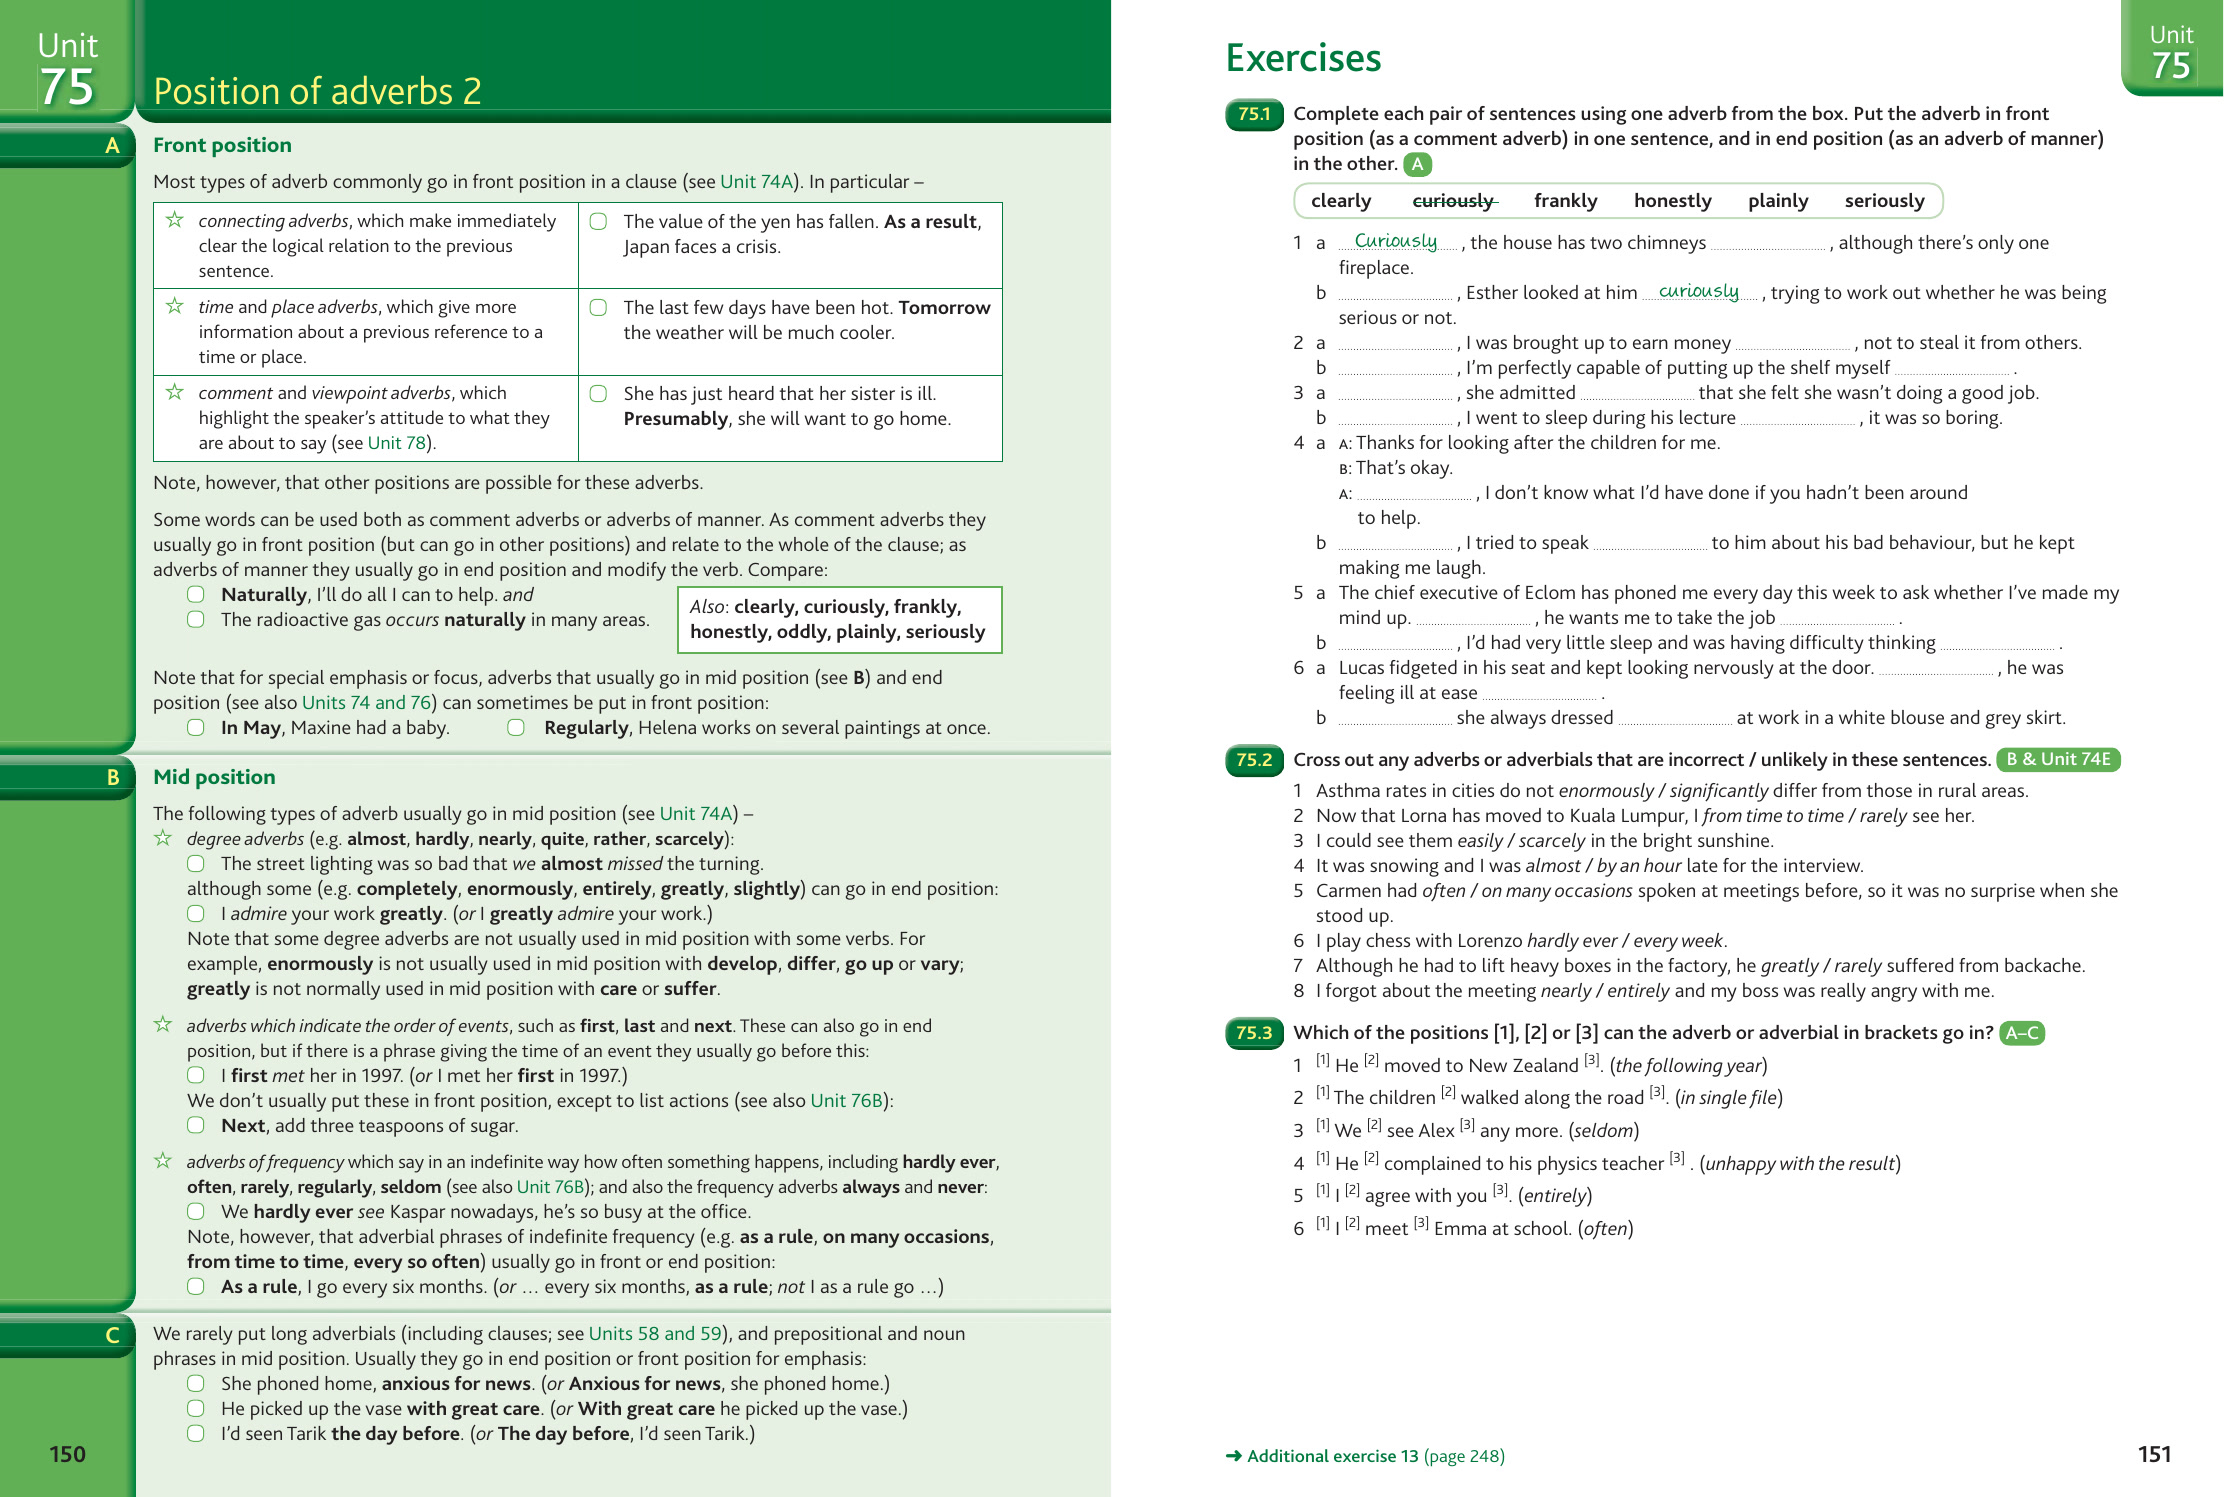 Unit
75
Position of adverbs 2
A
Front position
Most types of adverb commonly go in front position in a clause (see Unit 74A). In particular –
☆ connecting adverbs, which make immediately
clear the logical relation to the previous
sentence.
The value of the yen has fallen. As a result,
Japan faces a crisis.
☆ time and place adverbs, which give more
information about a previous reference to a
time or place.
The last few days have been hot. Tomorrow
the weather will be much cooler.
☆ comment and viewpoint adverbs, which
highlight the speaker's attitude to what they
are about to say (see Unit 78).
She has just heard that her sister is ill.
Presumably, she will want to go home.
Note, however, that other positions are possible for these adverbs.
Some words can be used both as comment adverbs or adverbs of manner. As comment adverbs they
usually go in front position (but can go in other positions) and relate to the whole of the clause; as
adverbs of manner they usually go in end position and modify the verb. Compare:
Naturally, I'll do all I can to help. and
The radioactive gas occurs naturally in many areas.
Also: clearly, curiously, frankly,
honestly, oddly, plainly, seriously
Note that for special emphasis or focus, adverbs that usually go in mid position (see B) and end
position (see also Units 74 and 76) can sometimes be put in front position:
In May, Maxine had a baby. Regularly, Helena works on several paintings at once.
B
Mid position
The following types of adverb usually go in mid position (see Unit 74A) –
☆ degree adverbs (e.g. almost, hardly, nearly, quite, rather, scarcely):
The street lighting was so bad that we almost missed the turning.
although some (e.g. completely, enormously, entirely, greatly, slightly) can go in end position:
I admire your work greatly. (or I greatly admire your work.)
Note that some degree adverbs are not usually used in mid position with some verbs. For
example, enormously is not usually used in mid position with develop, differ, go up or vary;
greatly is not normally used in mid position with care or suffer.
☆ adverbs which indicate the order of events, such as first, last and next. These can also go in end
position, but if there is a phrase giving the time of an event they usually go before this:
I first met her in 1997. (or I met her first in 1997.)
We don't usually put these in front position, except to list actions (see also Unit 76B):
Next, add three teaspoons of sugar.
☆ adverbs of frequency which say in an indefinite way how often something happens, including hardly ever,
often, rarely, regularly, seldom (see also Unit 76B); and also the frequency adverbs always and never:
We hardly ever see Kaspar nowadays, he's so busy at the office.
Note, however, that adverbial phrases of indefinite frequency (e.g. as a rule, on many occasions,
from time to time, every so often) usually go in front or end position:
As a rule, I go every six months. (or … every six months, as a rule; not I as a rule go …)
C
We rarely put long adverbials (including clauses; see Units 58 and 59), and prepositional and noun
phrases in mid position. Usually they go in end position or front position for emphasis:
She phoned home, anxious for news. (or Anxious for news, she phoned home.)
He picked up the vase with great care. (or With great care he picked up the vase.)
I'd seen Tarik the day before. (or The day before, I'd seen Tarik.)
150
Exercises
Unit
75
75.1 Complete each pair of sentences using one adverb from the box. Put the adverb in front
position (as a comment adverb) in one sentence, and in end position (as an adverb of manner)
in the other. A
clearly curiously frankly honestly plainly seriously
1 a Curiously , the house has two chimneys .................... , although there's only one
fireplace.
b .................... , Esther looked at him curiously , trying to work out whether he was being
serious or not.
2 a .................... , I was brought up to earn money .................... , not to steal it from others.
b .................... , I'm perfectly capable of putting up the shelf myself .................... .
3 a .................... , she admitted .................... that she felt she wasn't doing a good job.
b .................... , I went to sleep during his lecture .................... , it was so boring.
4 a A: Thanks for looking after the children for me.
B: That's okay.
A: .................... , I don't know what I'd have done if you hadn't been around
to help.
b .................... , I tried to speak .................... to him about his bad behaviour, but he kept
making me laugh.
5 a The chief executive of Eclom has phoned me every day this week to ask whether I've made my
mind up. .................... , he wants me to take the job .................... .
b .................... , I'd had very little sleep and was having difficulty thinking .................... .
6 a Lucas fidgeted in his seat and kept looking nervously at the door. .................... , he was
feeling ill at ease .................... .
b .................... she always dressed .................... at work in a white blouse and grey skirt.
75.2 Cross out any adverbs or adverbials that are incorrect / unlikely in these sentences. B & Unit 74E
1 Asthma rates in cities do not enormously / significantly differ from those in rural areas.
2 Now that Lorna has moved to Kuala Lumpur, I from time to time / rarely see her.
3 I could see them easily / scarcely in the bright sunshine.
4 It was snowing and I was almost / by an hour late for the interview.
5 Carmen had often / on many occasions spoken at meetings before, so it was no surprise when she
stood up.
6 I play chess with Lorenzo hardly ever / every week.
7 Although he had to lift heavy boxes in the factory, he greatly / rarely suffered from backache.
8 I forgot about the meeting nearly / entirely and my boss was really angry with me.
75.3 Which of the positions [1], [2] or [3] can the adverb or adverbial in brackets go in? A–C
1 [1] He [2] moved to New Zealand [3]. (the following year)
2 [1] The children [2] walked along the road [3]. (in single file)
3 [1] We [2] see Alex [3] any more. (seldom)
4 [1] He [2] complained to his physics teacher [3] . (unhappy with the result)
5 [1] I [2] agree with you [3]. (entirely)
6 [1] I [2] meet [3] Emma at school. (often)
➜ Additional exercise 13 (page 248)
151